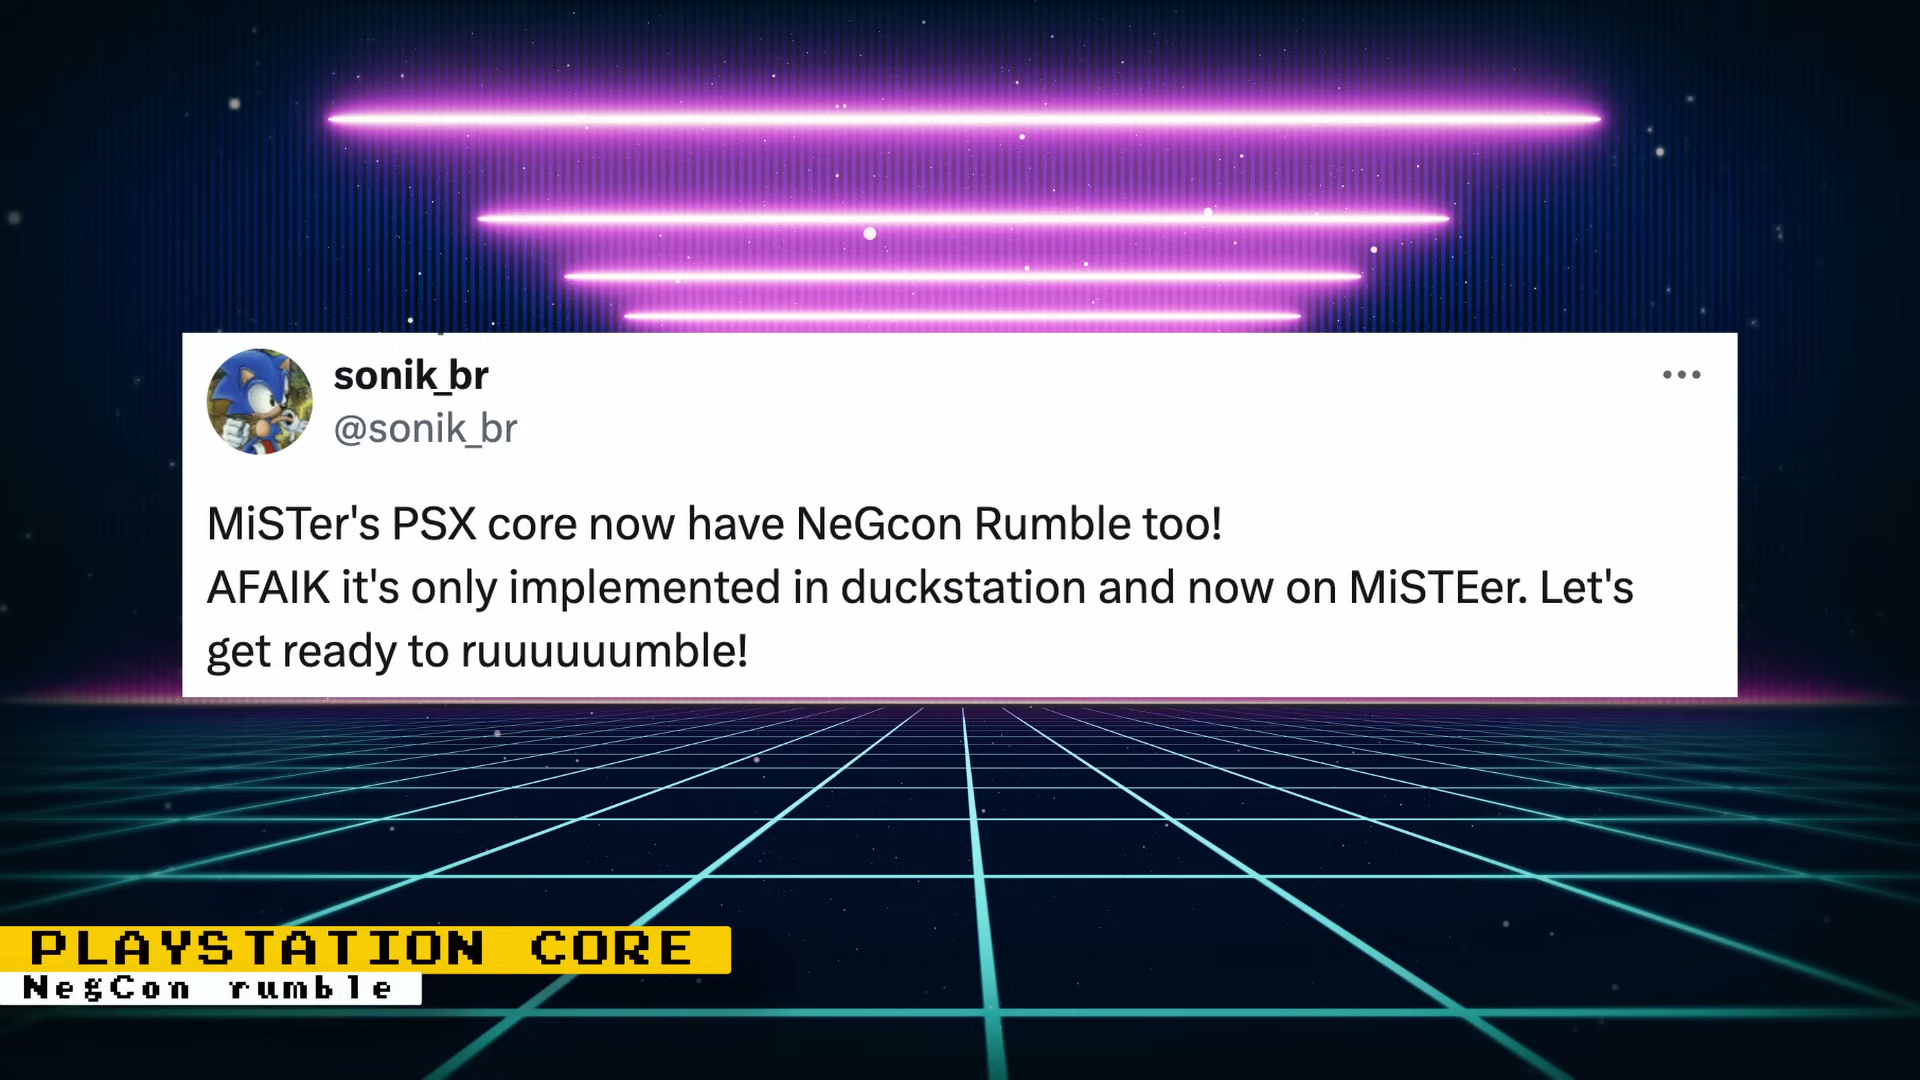 sonik_br
@sonik_br
MiSTer's PSX core now have NeGcon Rumble too!
AFAIK it's only implemented in duckstation and now on MiSTEer. Let's
get ready to ruuuuuumble!
PLAYSTATION CORE
NegCon rumble